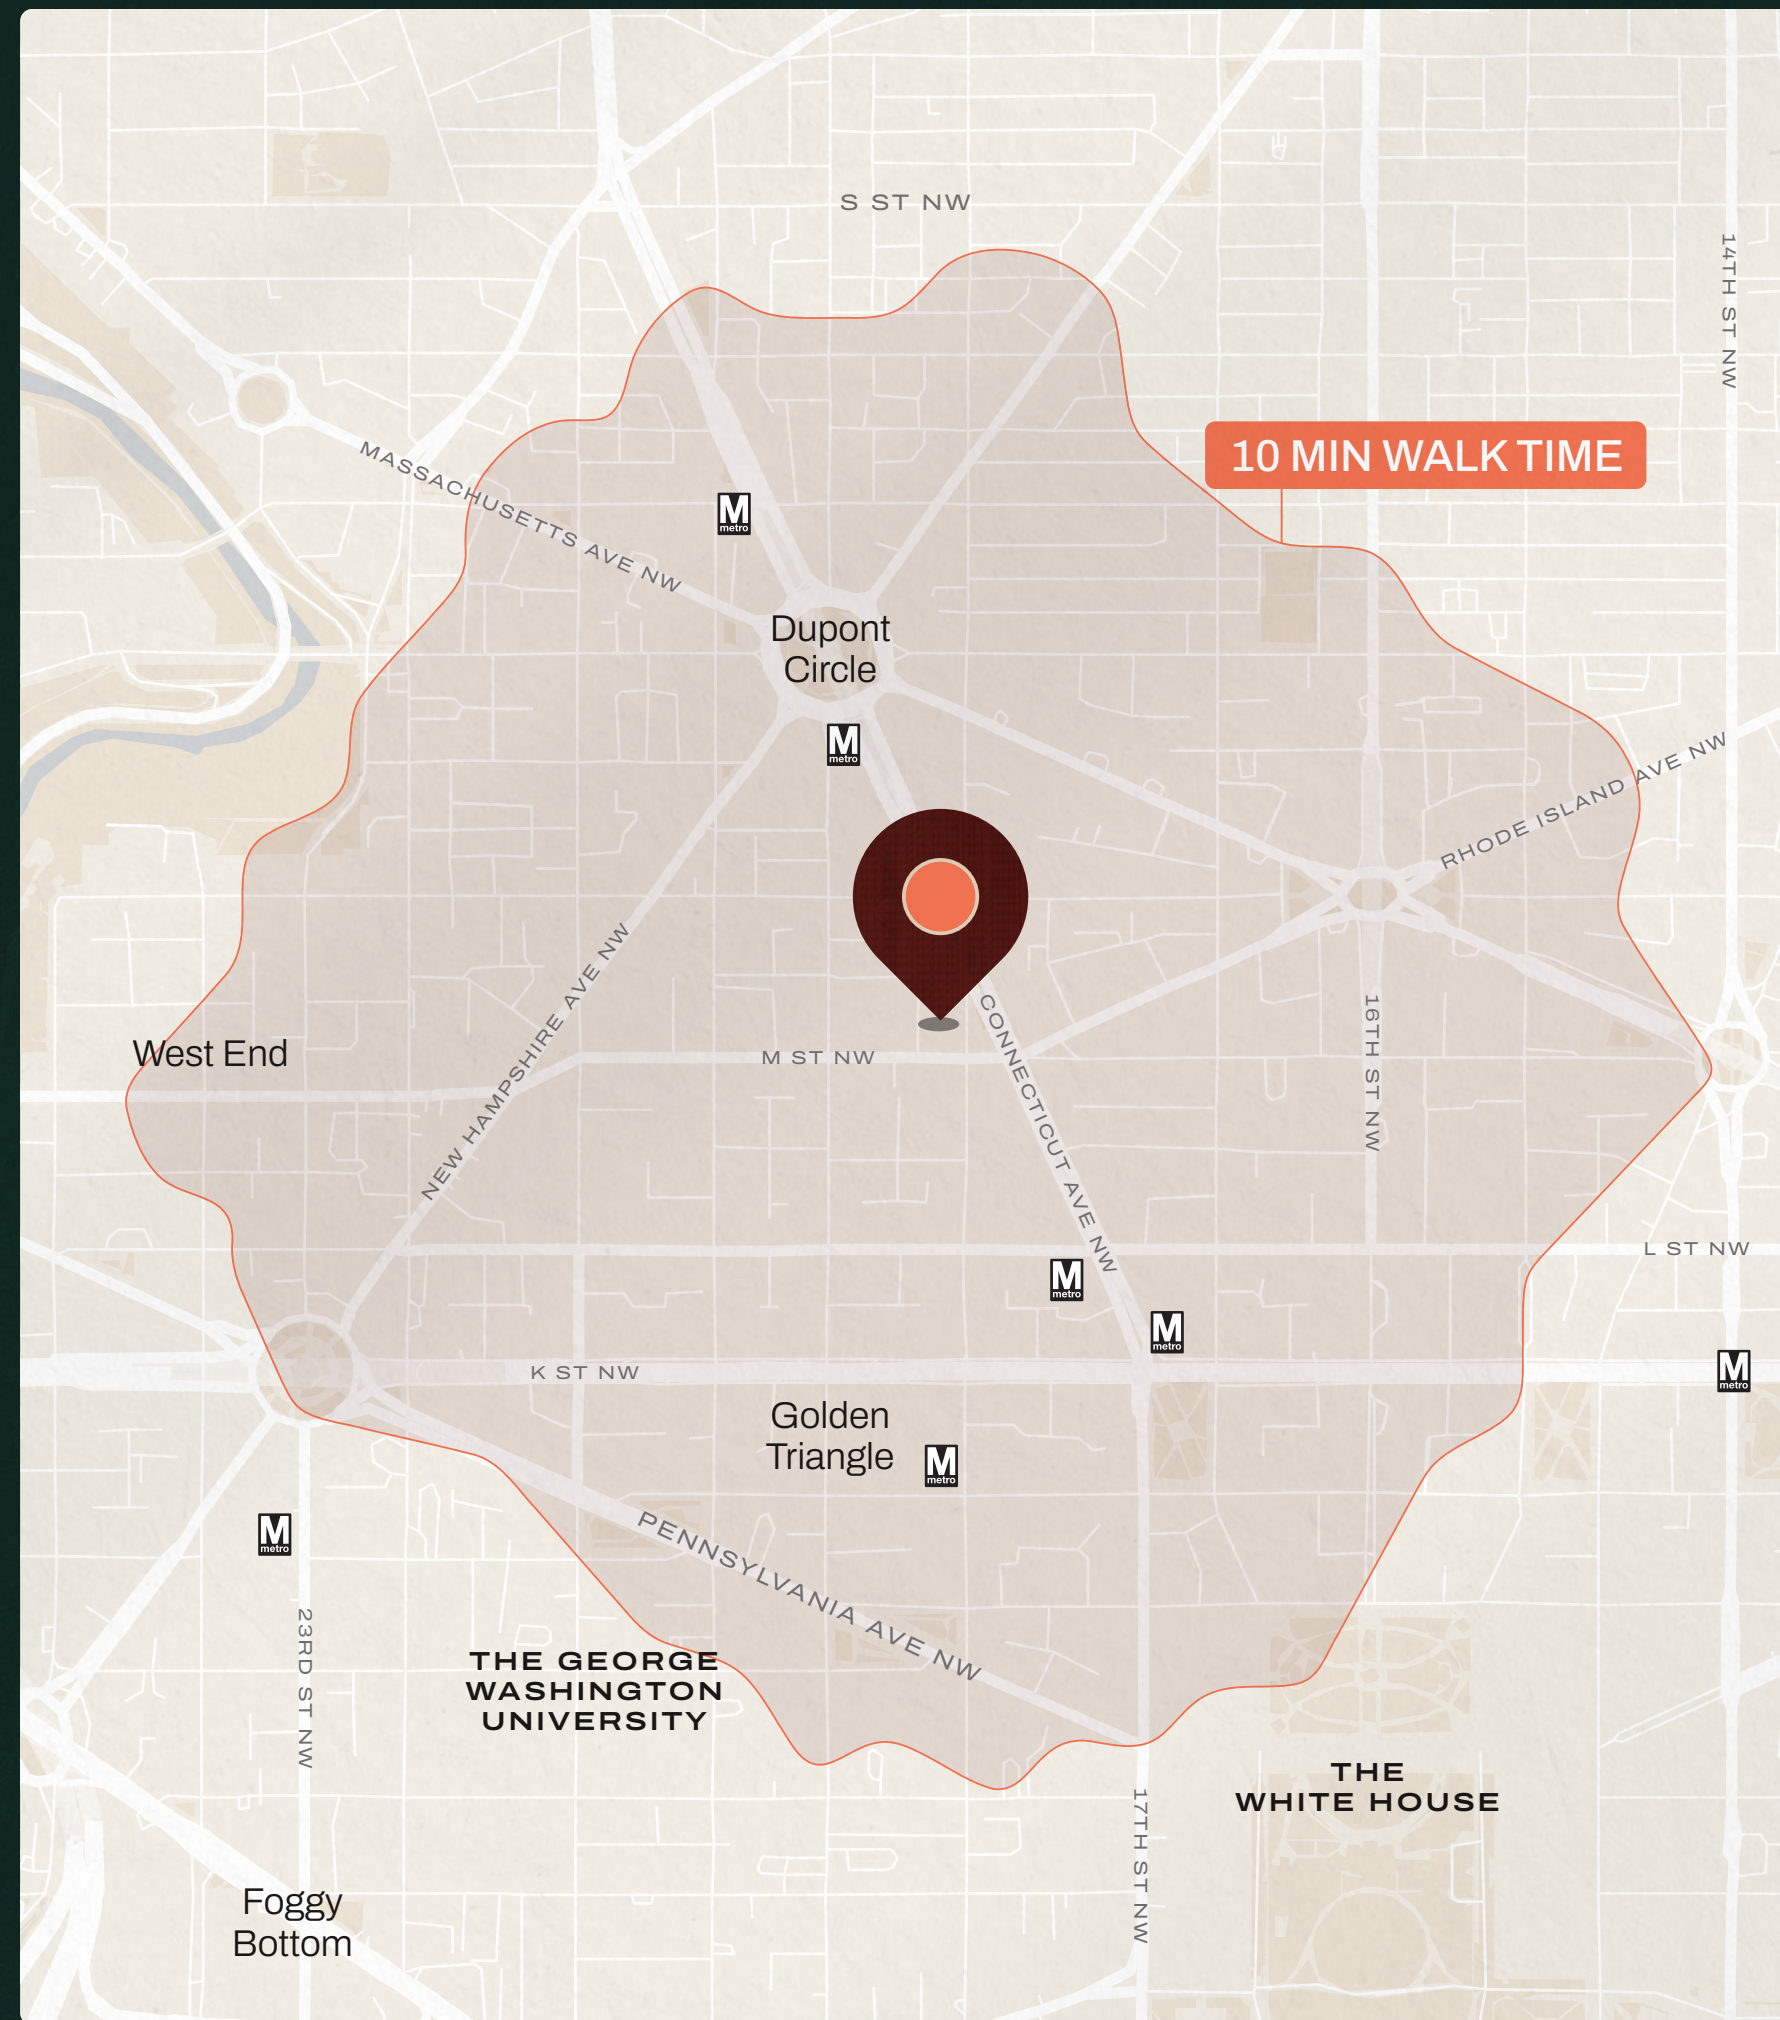 S ST NW
14TH ST NW
10 MIN WALK TIME
MASSACHUSETTS AVE NW
M
metro
Dupont
Circle
M
metro
RHODE ISLAND AVE NW
NEW HAMPSHIRE AVE NW
CONNECTICUT AVE NW
16TH ST NW
West End
M ST NW
L ST NW
M
metro
M
metro
M
metro
K ST NW
Golden
Triangle
M
metro
M
metro
PENNSYLVANIA AVE NW
23RD ST NW
THE GEORGE
WASHINGTON
UNIVERSITY
THE
WHITE HOUSE
17TH ST NW
Foggy
Bottom